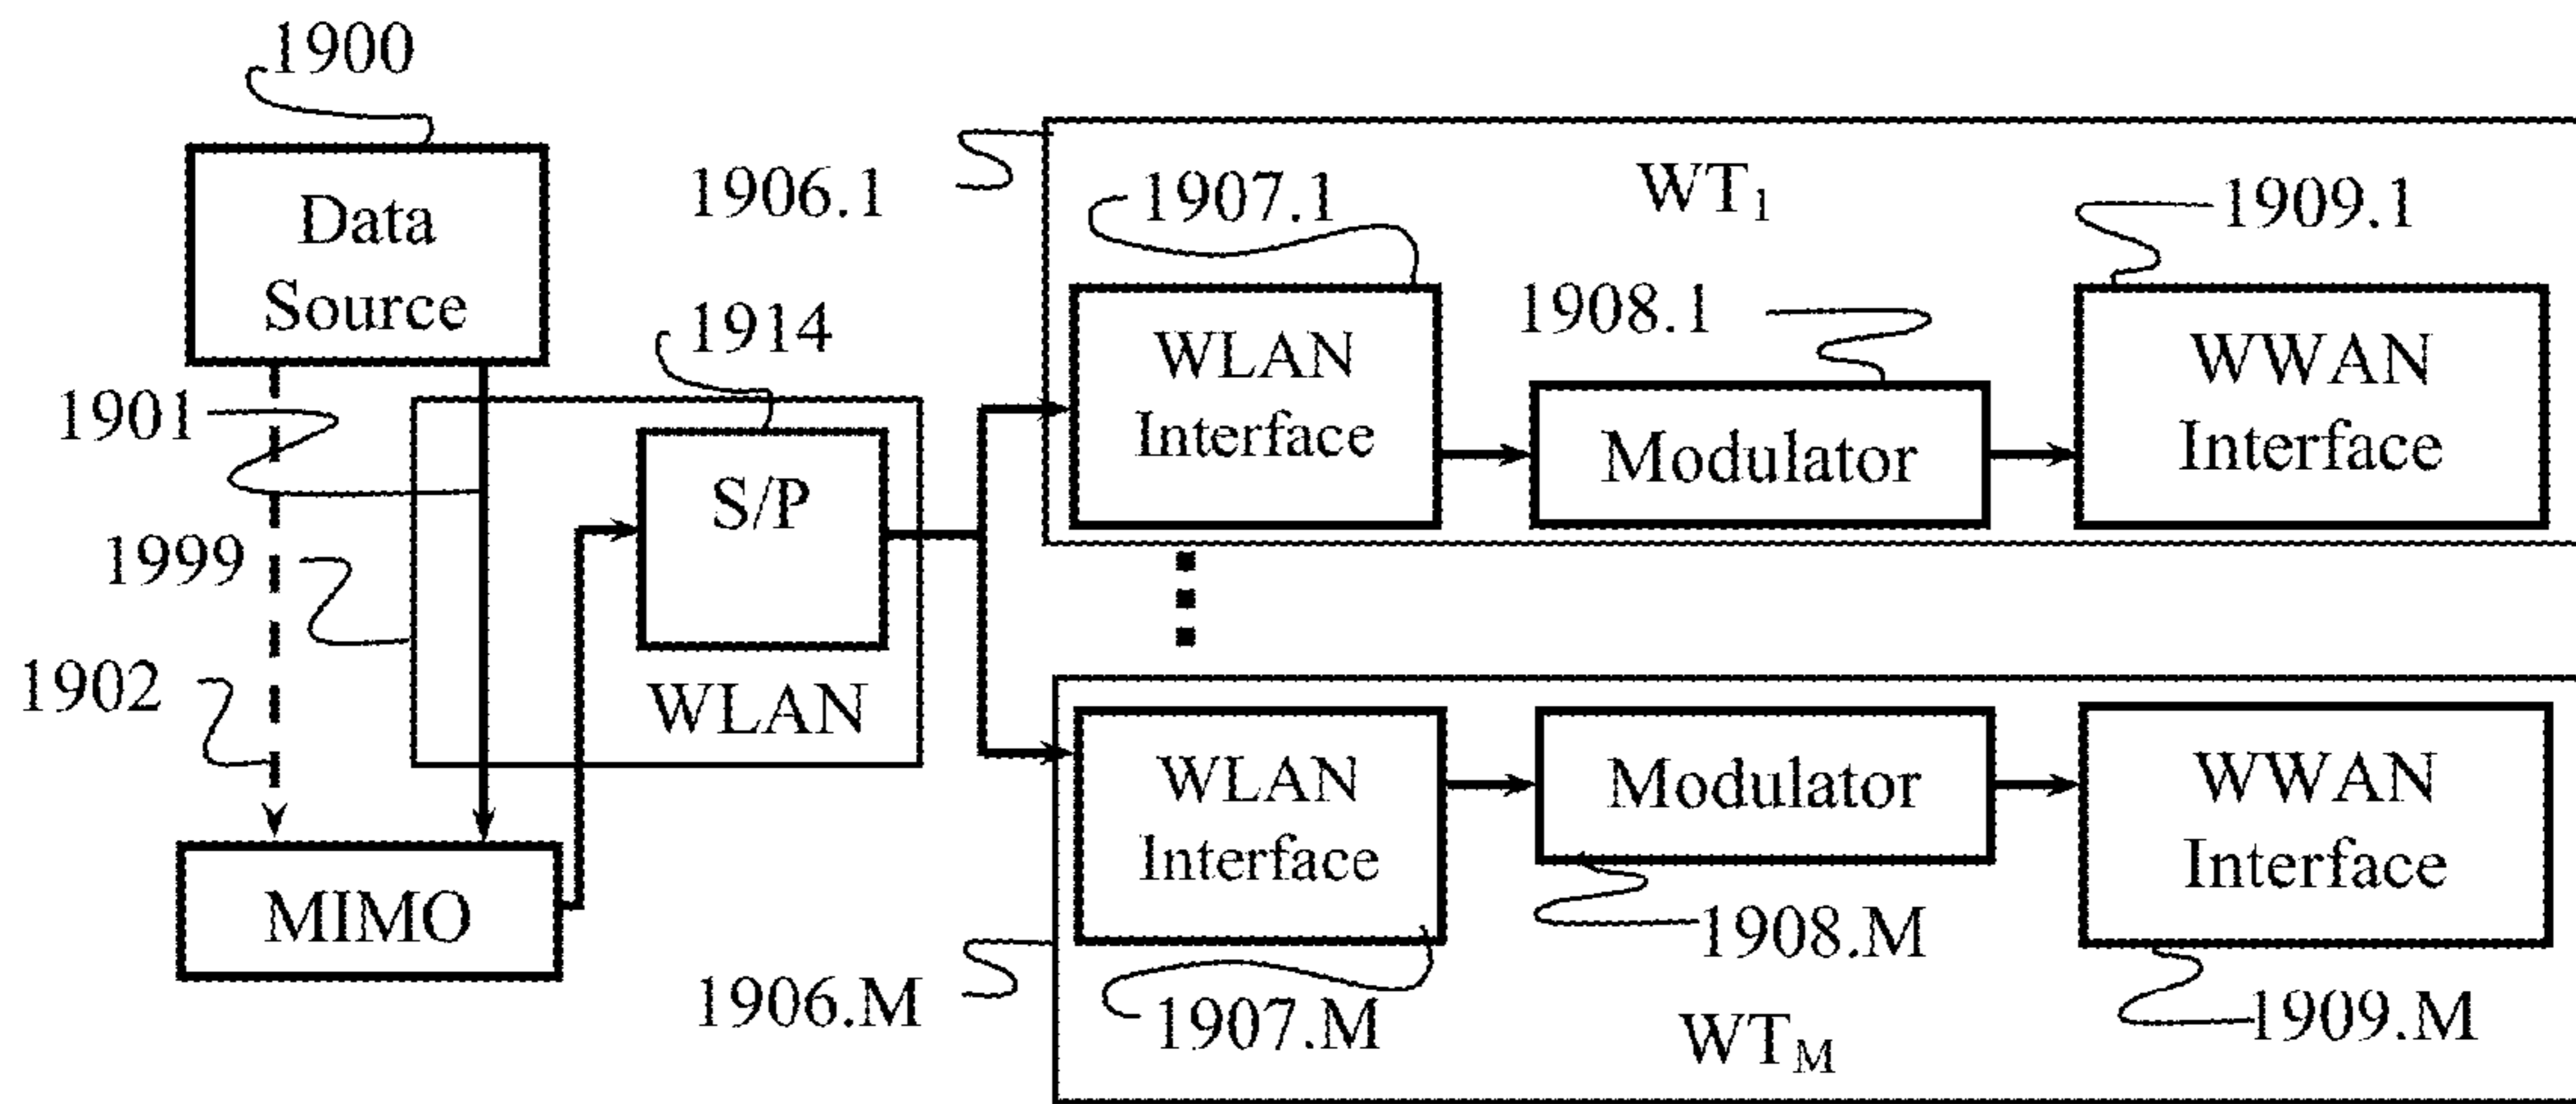 1900
Data
Source
1901
1999
1902
MIMO
1914
S/P
WLAN
1906.1
1907.1
WT₁
1909.1
WLAN
Interface
1908.1
Modulator
WWAN
Interface
WLAN
Interface
Modulator
WWAN
Interface
1908.M
1906.M
1907.M
WT_M
1909.M